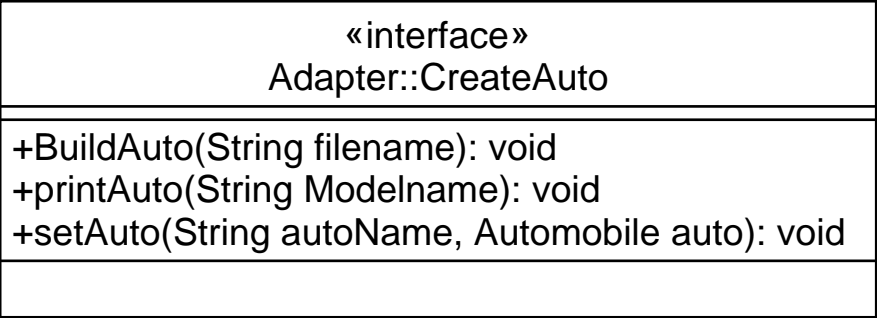 «interface»
Adapter::CreateAuto
+BuildAuto(String filename): void
+printAuto(String Modelname): void
+setAuto(String autoName, Automobile auto): void